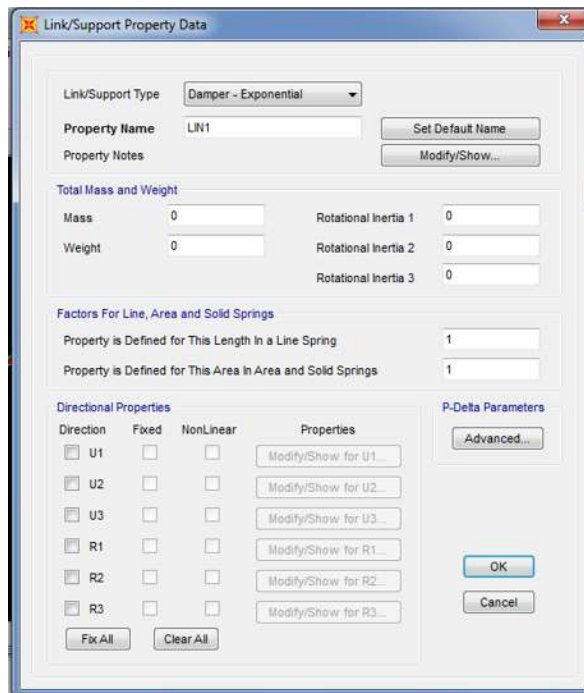 Link/Support Property Data
Link/Support Type Damper - Exponential
Property Name LIN1 Set Default Name
Property Notes Modify/Show...
Total Mass and Weight
Mass 0 Rotational Inertia 1 0
Weight 0 Rotational Inertia 2 0
Rotational Inertia 3 0
Factors For Line, Area and Solid Springs
Property is Defined for This Length In a Line Spring 1
Property is Defined for This Area In Area and Solid Springs 1
Directional Properties P-Delta Parameters
Direction Fixed NonLinear Properties Advanced...
U1 Modify/Show for U1...
U2 Modify/Show for U2...
U3 Modify/Show for U3...
R1 Modify/Show for R1...
R2 Modify/Show for R2... OK
R3 Modify/Show for R3... Cancel
Fix All Clear All